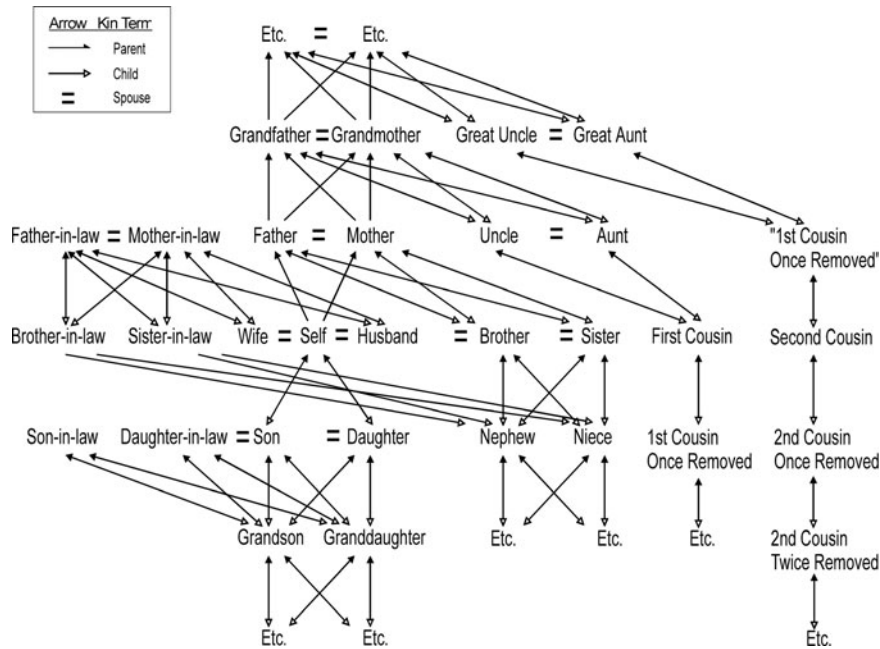 Arrow Kin Term
Parent
Child
= Spouse
Etc. = Etc.
Grandfather = Grandmother Great Uncle = Great Aunt
Father-in-law = Mother-in-law Father = Mother Uncle = Aunt "1st Cousin
Once Removed"
Brother-in-law Sister-in-law Wife = Self = Husband = Brother = Sister First Cousin Second Cousin
Son-in-law Daughter-in-law = Son = Daughter Nephew Niece 1st Cousin 2nd Cousin
Once Removed Once Removed
Grandson Granddaughter Etc. Etc. Etc. 2nd Cousin
Twice Removed
Etc. Etc. Etc.